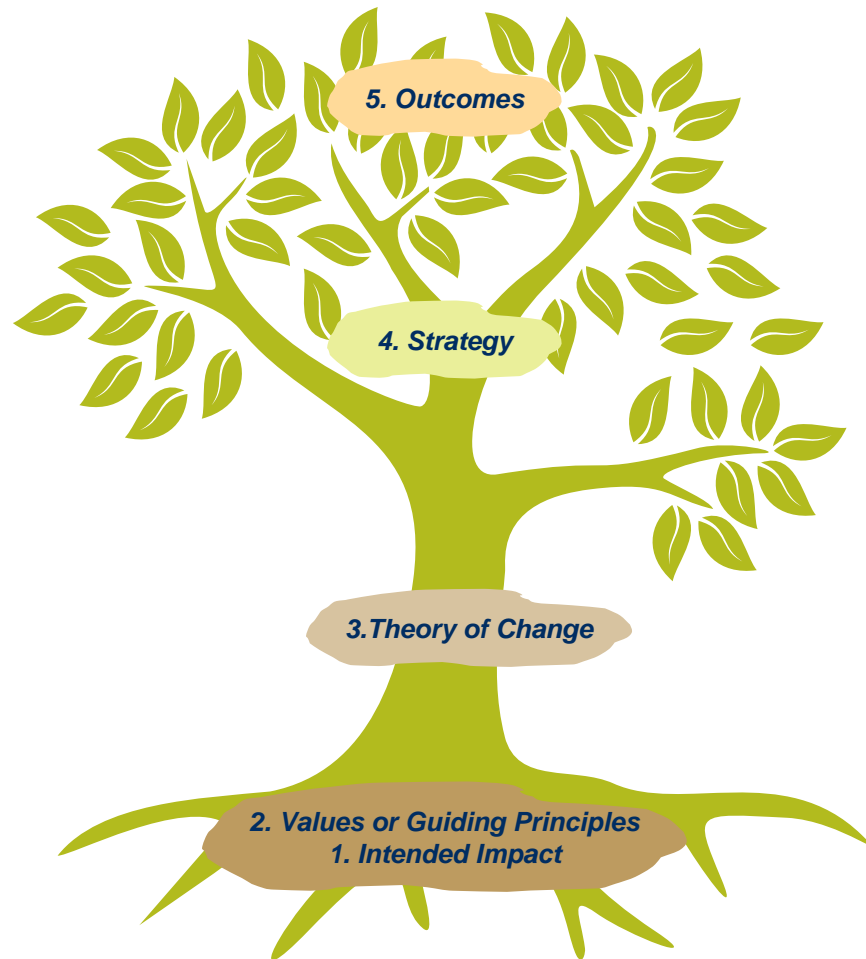 5. Outcomes
4. Strategy
3.Theory of Change
2. Values or Guiding Principles
1. Intended Impact